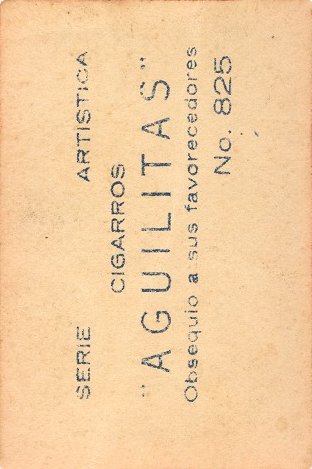 SERIE ARTISTICA
CIGARROS
"AGUILITAS"
Obsequio a sus favorecedores
No. 825